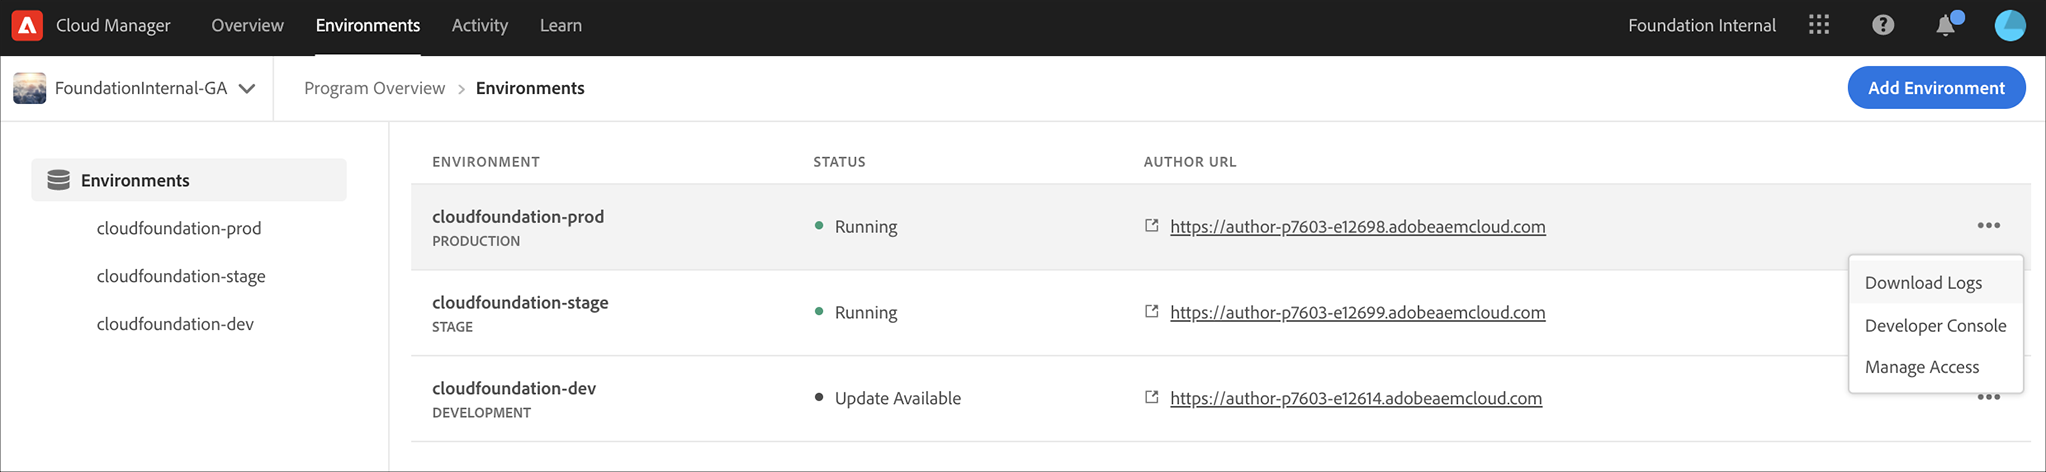 Cloud Manager Overview Environments Activity Learn Foundation Internal
FoundationInternal-GA Program Overview > Environments Add Environment
Environments
cloudfoundation-prod
cloudfoundation-stage
cloudfoundation-dev
ENVIRONMENT STATUS AUTHOR URL
cloudfoundation-prod
PRODUCTION
Running
https://author-p7603-e12698.adobeaemcloud.com
cloudfoundation-stage
STAGE
Running
https://author-p7603-e12699.adobeaemcloud.com
cloudfoundation-dev
DEVELOPMENT
Update Available
https://author-p7603-e12614.adobeaemcloud.com
Download Logs
Developer Console
Manage Access